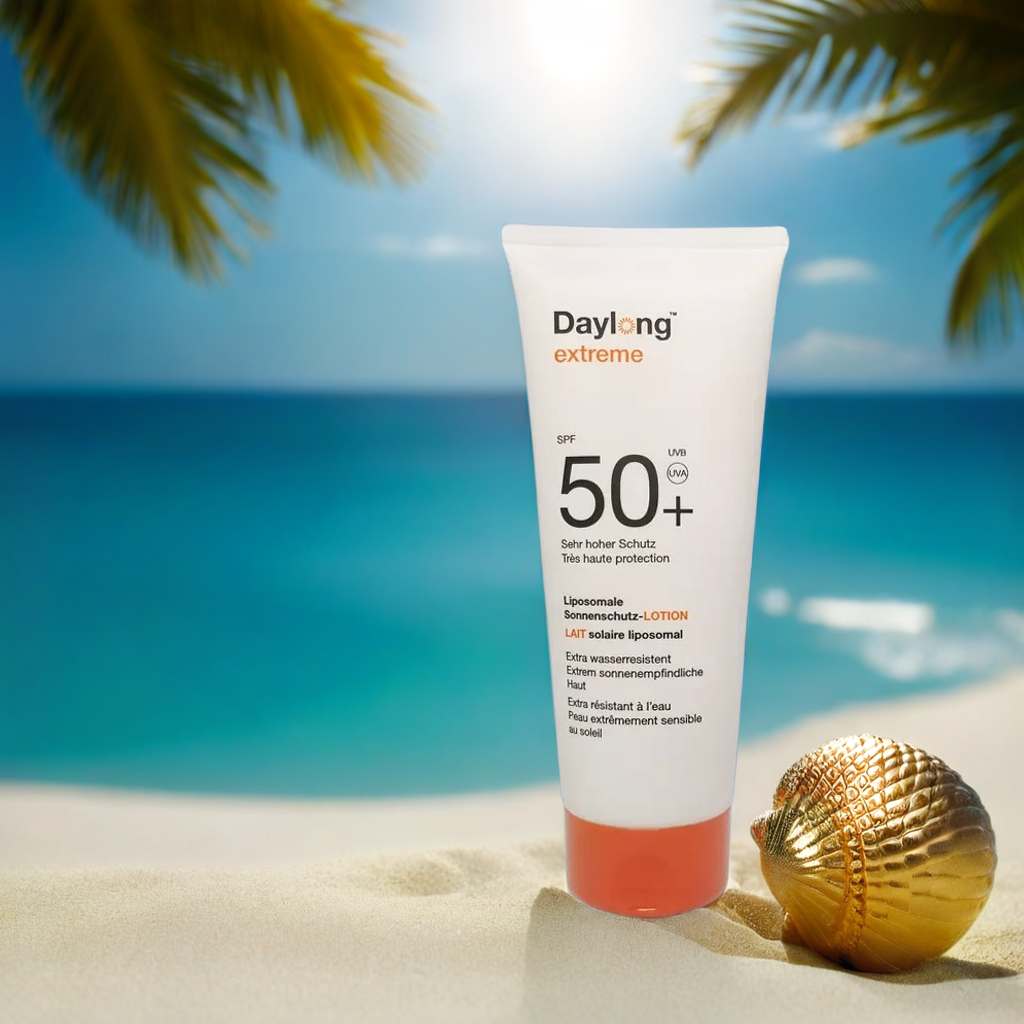 Daylong™
extreme
SPF
50+
UVB
UVA
Sehr hoher Schutz
Très haute protection
Liposomale
Sonnenschutz-LOTION
LAIT solaire liposomal
Extra wasserresistent
Extrem sonnenempfindliche
Haut
Extra résistant à l'eau
Peau extrêmement sensible
au soleil